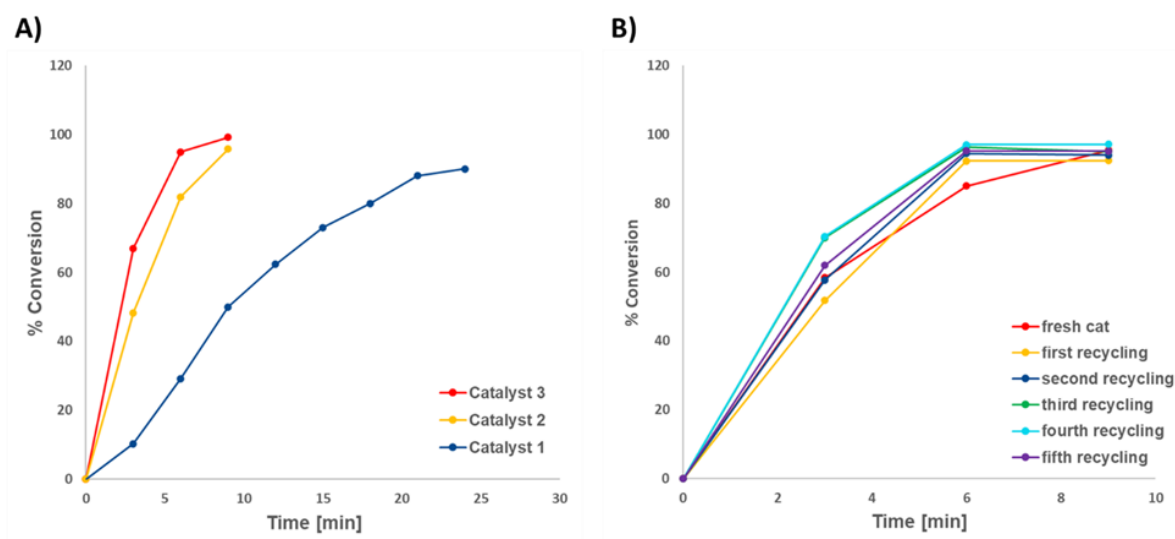 A)
% Conversion
120
100
80
60
40
20
0
0 5 10 15 20 25 30
Time [min]
Catalyst 3
Catalyst 2
Catalyst 1
B)
% Conversion
120
100
80
60
40
20
0
0 2 4 6 8 10
Time [min]
fresh cat
first recycling
second recycling
third recycling
fourth recycling
fifth recycling